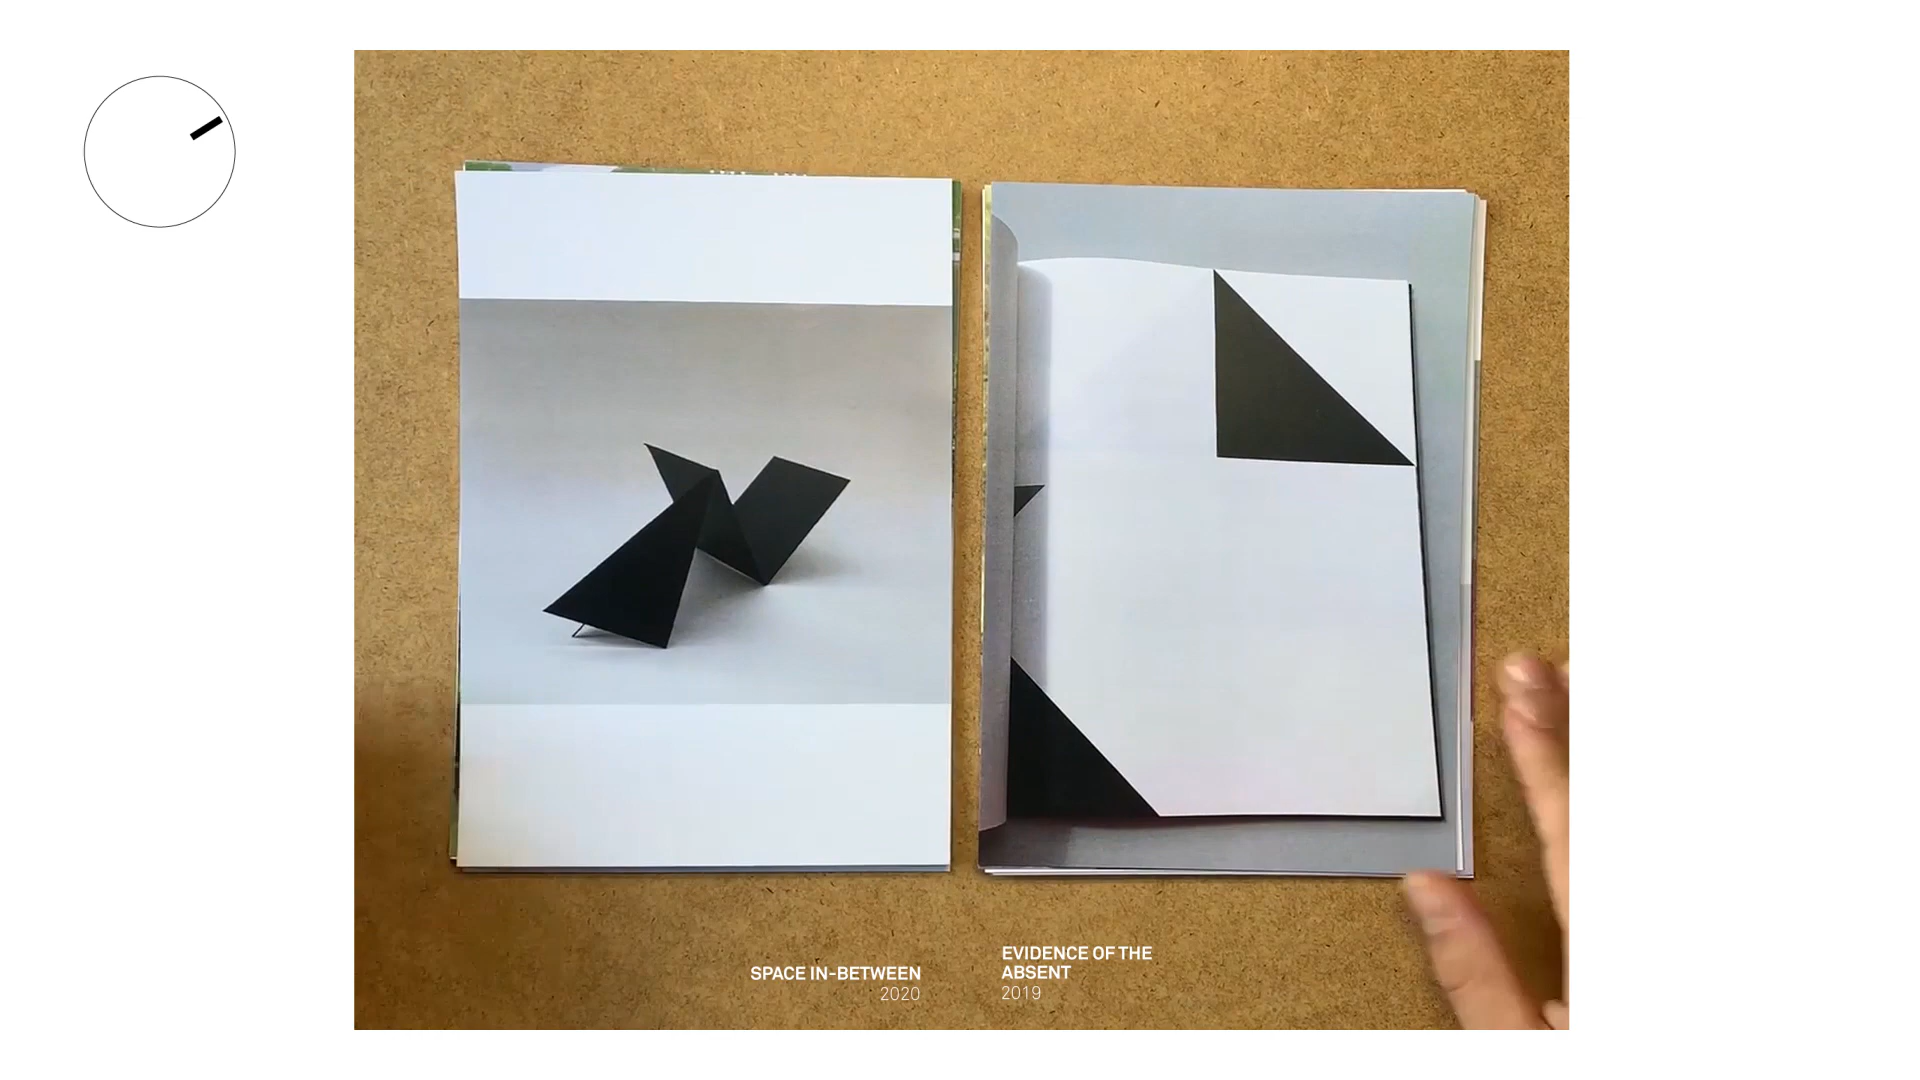 SPACE IN-BETWEEN
2020
EVIDENCE OF THE
ABSENT
2019